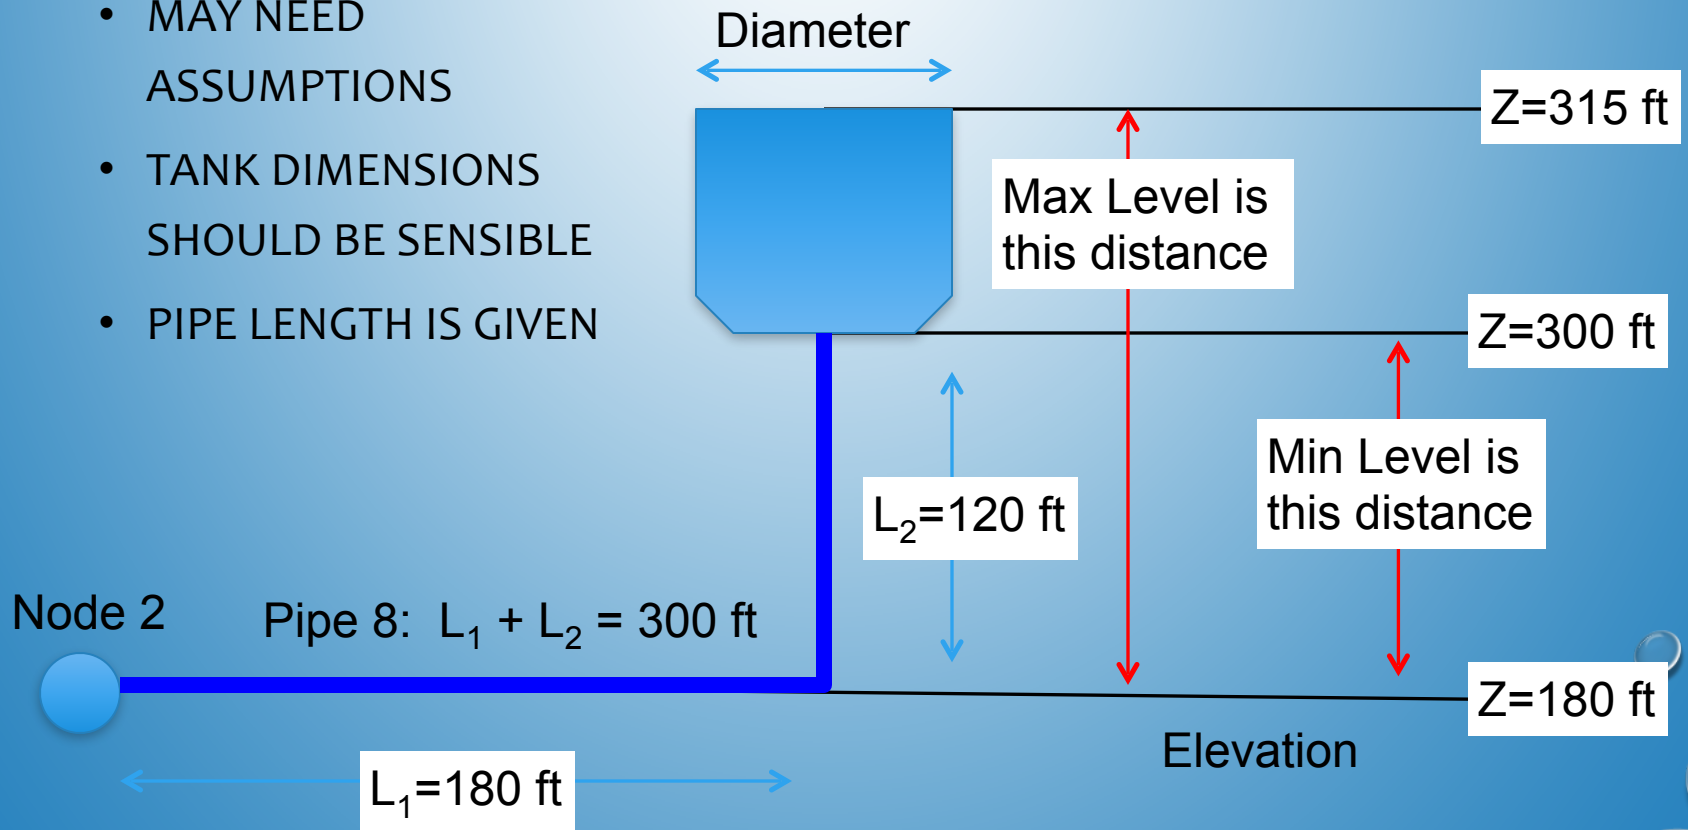 • MAY NEED
ASSUMPTIONS
• TANK DIMENSIONS
SHOULD BE SENSIBLE
• PIPE LENGTH IS GIVEN
Diameter
Z=315 ft
Max Level is
this distance
Z=300 ft
Min Level is
this distance
L₂=120 ft
Node 2
Pipe 8: L₁ + L₂ = 300 ft
Z=180 ft
Elevation
L₁=180 ft